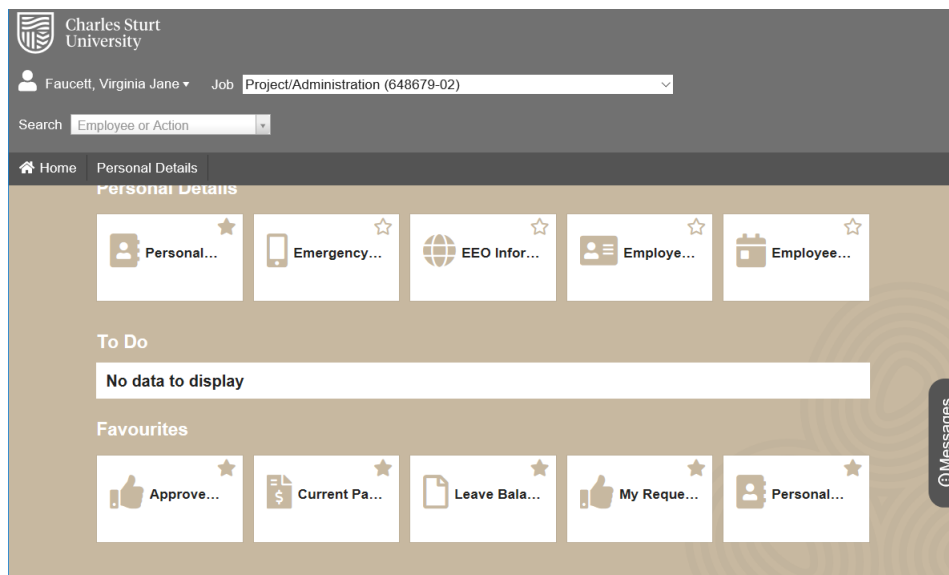 Charles Sturt
University
Faucett, Virginia Jane Job Project/Administration (648679-02)
Search Employee or Action
Home Personal Details
Personal Details
Personal... Emergency... EEO Infor... Employe... Employee...
To Do
No data to display
Favourites
Approve... Current Pa... Leave Bala... My Reque... Personal...
Messages